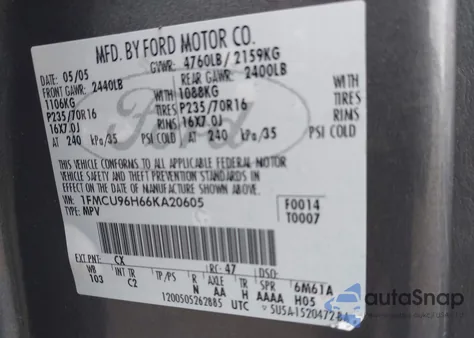 MFD. BY FORD MOTOR CO.
DATE: 05/05 GVWR: 4760LB/ 2159KG
FRONT GAWR: 2440LB REAR GAWR: 2400LB
1106KG 1088KG WITH
P235/70R16 TIRES P235/70R16 TIRES
16X7.0J RIMS 16X7.0J RIMS
AT 240 kPa/35 PSI COLD AT 240 kPa/35 PSI COLD
THIS VEHICLE CONFORMS TO ALL APPLICABLE FEDERAL MOTOR
VEHICLE SAFETY AND THEFT PREVENTION STANDARDS IN
EFFECT ON THE DATE OF MANUFACTURE SHOWN ABOVE.
VIN: 1FMCU96H66KA20605 F0014
TYPE: MPV T0007
EXT PNT: CX RC: 47 DSO:
WB INT TR TP/PS R AXLE TR SPR 6M61A
103 C2 N AA H AAAA H05
1200505262885 UTC 5U5A-1520472-BA
Ford
autoSnap